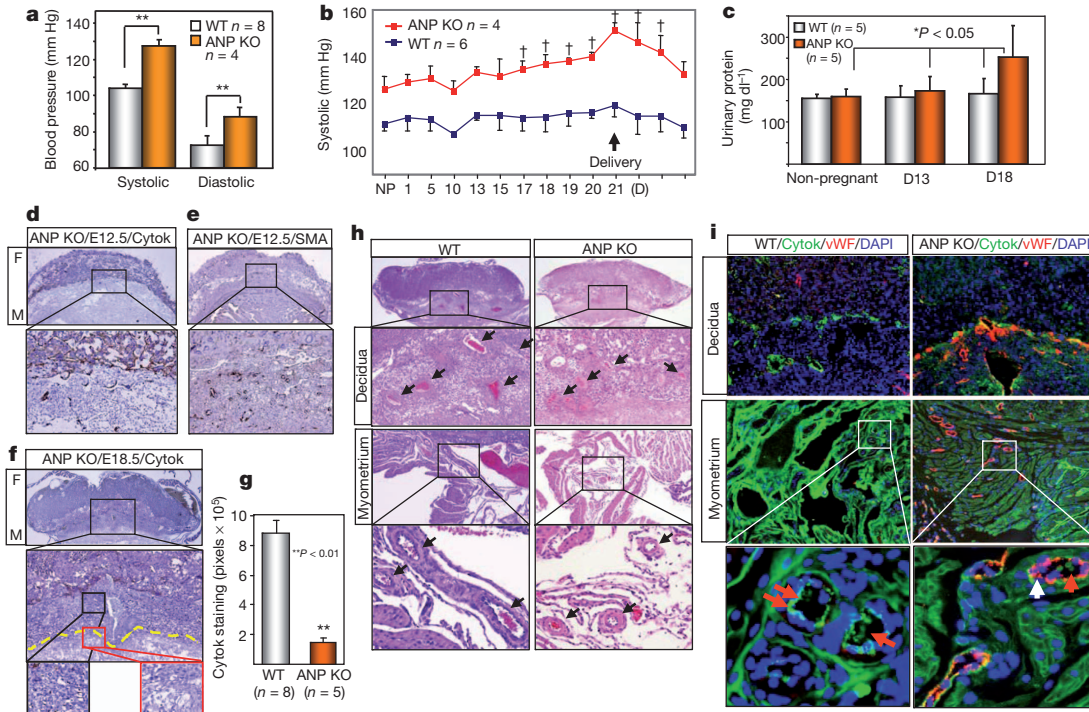 a
Blood pressure (mm Hg)
140
120
100
80
60
**
**
WT n = 8
ANP KO
n = 4
Systolic
Diastolic
b
Systolic (mm Hg)
160
140
120
100
ANP KO n = 4
WT n = 6
† † † † † † †
Delivery
NP 1 5 10 13 15 17 18 19 20 21 (D)
c
Urinary protein
(mg dl−1)
300
200
100
WT (n = 5)
ANP KO
(n = 5)
*P < 0.05
Non-pregnant
D13
D18
d
ANP KO/E12.5/Cytok
F
M
e
ANP KO/E12.5/SMA
f
ANP KO/E18.5/Cytok
F
M
g
Cytok staining (pixels × 10⁵)
10
8
6
4
2
**P < 0.01
**
WT
(n = 8)
ANP KO
(n = 5)
h
WT
ANP KO
Decidua
Myometrium
i
WT/Cytok/vWF/DAPI
ANP KO/Cytok/vWF/DAPI
Decidua
Myometrium